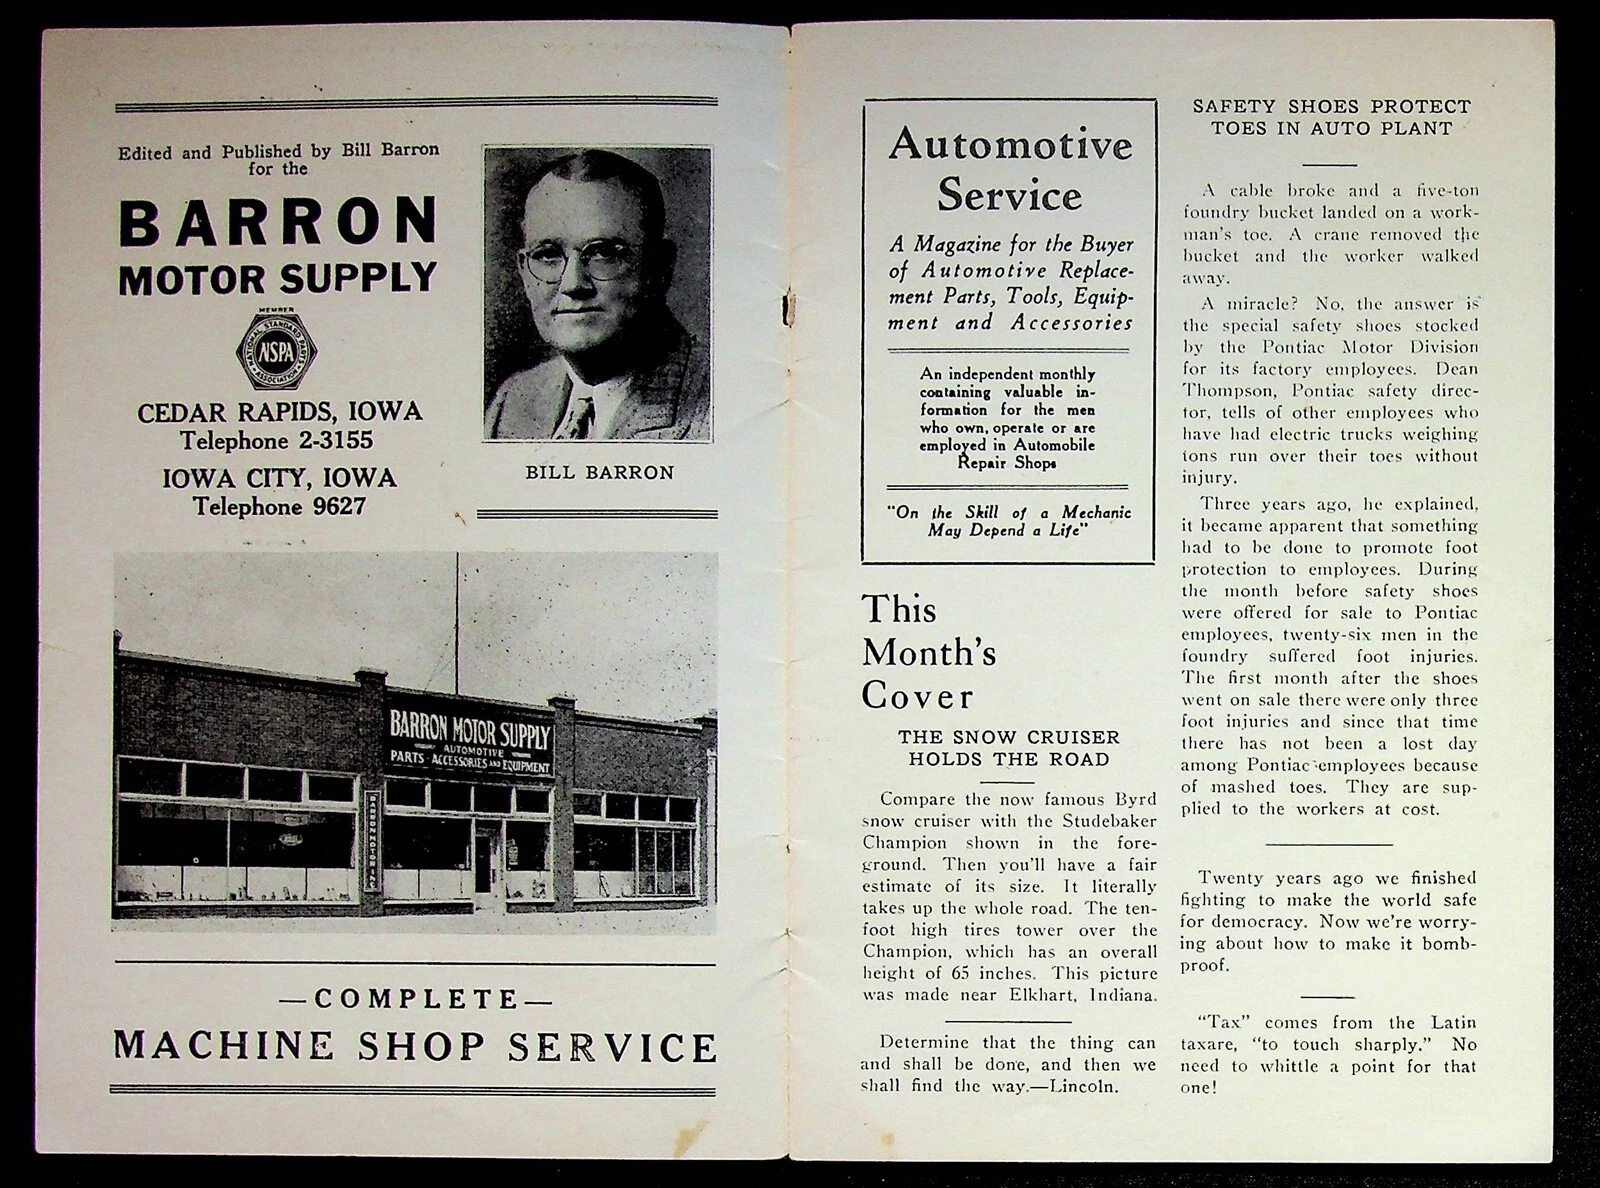 Edited and Published by Bill Barron
for the
BARRON
MOTOR SUPPLY
MEMBER
NATIONAL STANDARD PARTS
NSPA
ASSOCIATION
CEDAR RAPIDS, IOWA
Telephone 2-3155
IOWA CITY, IOWA
Telephone 9627
BILL BARRON
BARRON MOTOR SUPPLY
AUTOMOTIVE
PARTS - ACCESSORIES AND EQUIPMENT
BARRON MOTOR
—COMPLETE—
MACHINE SHOP SERVICE
Automotive
Service
A Magazine for the Buyer
of Automotive Replace-
ment Parts, Tools, Equip-
ment and Accessories
An independent monthly
containing valuable in-
formation for the men
who own, operate or are
employed in Automobile
Repair Shops
"On the Skill of a Mechanic
May Depend a Life"
This
Month's
Cover
THE SNOW CRUISER
HOLDS THE ROAD
Compare the now famous Byrd
snow cruiser with the Studebaker
Champion shown in the fore-
ground. Then you'll have a fair
estimate of its size. It literally
takes up the whole road. The ten-
foot high tires tower over the
Champion, which has an overall
height of 65 inches. This picture
was made near Elkhart, Indiana.
Determine that the thing can
and shall be done, and then we
shall find the way.—Lincoln.
SAFETY SHOES PROTECT
TOES IN AUTO PLANT
A cable broke and a five-ton
foundry bucket landed on a work-
man's toe. A crane removed the
bucket and the worker walked
away.
A miracle? No, the answer is
the special safety shoes stocked
by the Pontiac Motor Division
for its factory employees. Dean
Thompson, Pontiac safety direc-
tor, tells of other employees who
have had electric trucks weighing
tons run over their toes without
injury.
Three years ago, he explained,
it became apparent that something
had to be done to promote foot
protection to employees. During
the month before safety shoes
were offered for sale to Pontiac
employees, twenty-six men in the
foundry suffered foot injuries.
The first month after the shoes
went on sale there were only three
foot injuries and since that time
there has not been a lost day
among Pontiac employees because
of mashed toes. They are sup-
plied to the workers at cost.
Twenty years ago we finished
fighting to make the world safe
for democracy. Now we're worry-
ing about how to make it bomb-
proof.
"Tax" comes from the Latin
taxare, "to touch sharply." No
need to whittle a point for that
one!